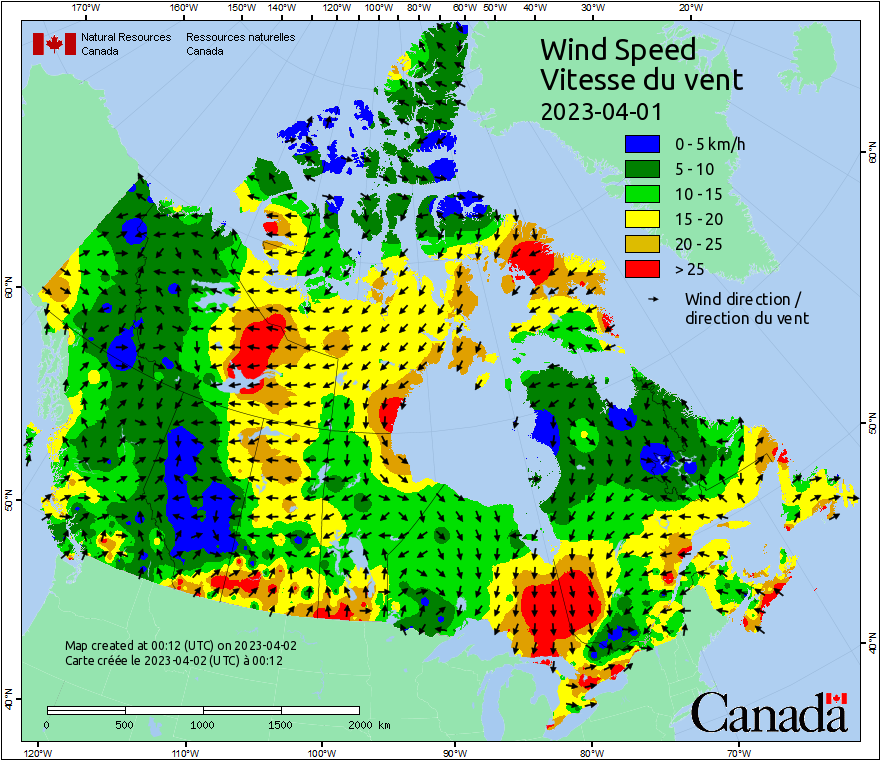 170°W 160°W 150°W 140°W 120°W 100°W 80°W 60°W 50°W 40°W 30°W 20°W
Natural Resources Ressources naturelles
Canada Canada
Wind Speed
Vitesse du vent
2023-04-01
0 - 5 km/h
5 - 10
10 - 15
15 - 20
20 - 25
> 25
Wind direction /
direction du vent
60°N
60°N
50°N
50°N
40°N
40°N
Map created at 00:12 (UTC) on 2023-04-02
Carte créée le 2023-04-02 (UTC) à 00:12
0 500 1000 1500 2000 km
Canada
120°W 110°W 100°W 90°W 80°W 70°W